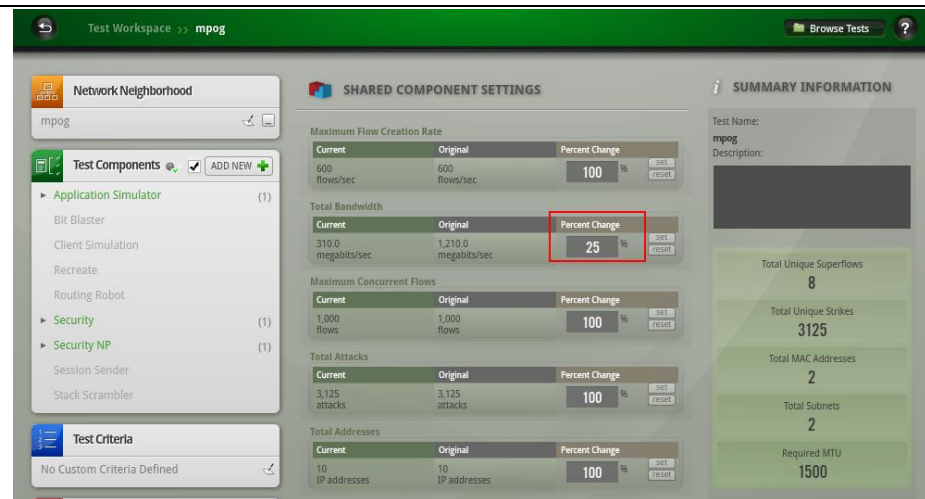 Test Workspace >> mpog
Browse Tests
?
Network Neighborhood
mpog
Test Components
ADD NEW
Application Simulator (1)
Bit Blaster
Client Simulation
Recreate
Routing Robot
Security (1)
Security NP (1)
Session Sender
Stack Scrambler
1
2
3
Test Criteria
No Custom Criteria Defined
SHARED COMPONENT SETTINGS
Maximum Flow Creation Rate
Current Original Percent Change
600 600 100 % set
flows/sec flows/sec reset
Total Bandwidth
Current Original Percent Change
310.0 1,210.0 25 % set
megabits/sec megabits/sec reset
Maximum Concurrent Flows
Current Original Percent Change
1,000 1,000 100 % set
flows flows reset
Total Attacks
Current Original Percent Change
3,125 3,125 100 % set
attacks attacks reset
Total Addresses
Current Original Percent Change
10 10 100 % set
IP addresses IP addresses reset
i SUMMARY INFORMATION
Test Name:
mpog
Description:
Total Unique Superflows
8
Total Unique Strikes
3125
Total MAC Addresses
2
Total Subnets
2
Required MTU
1500